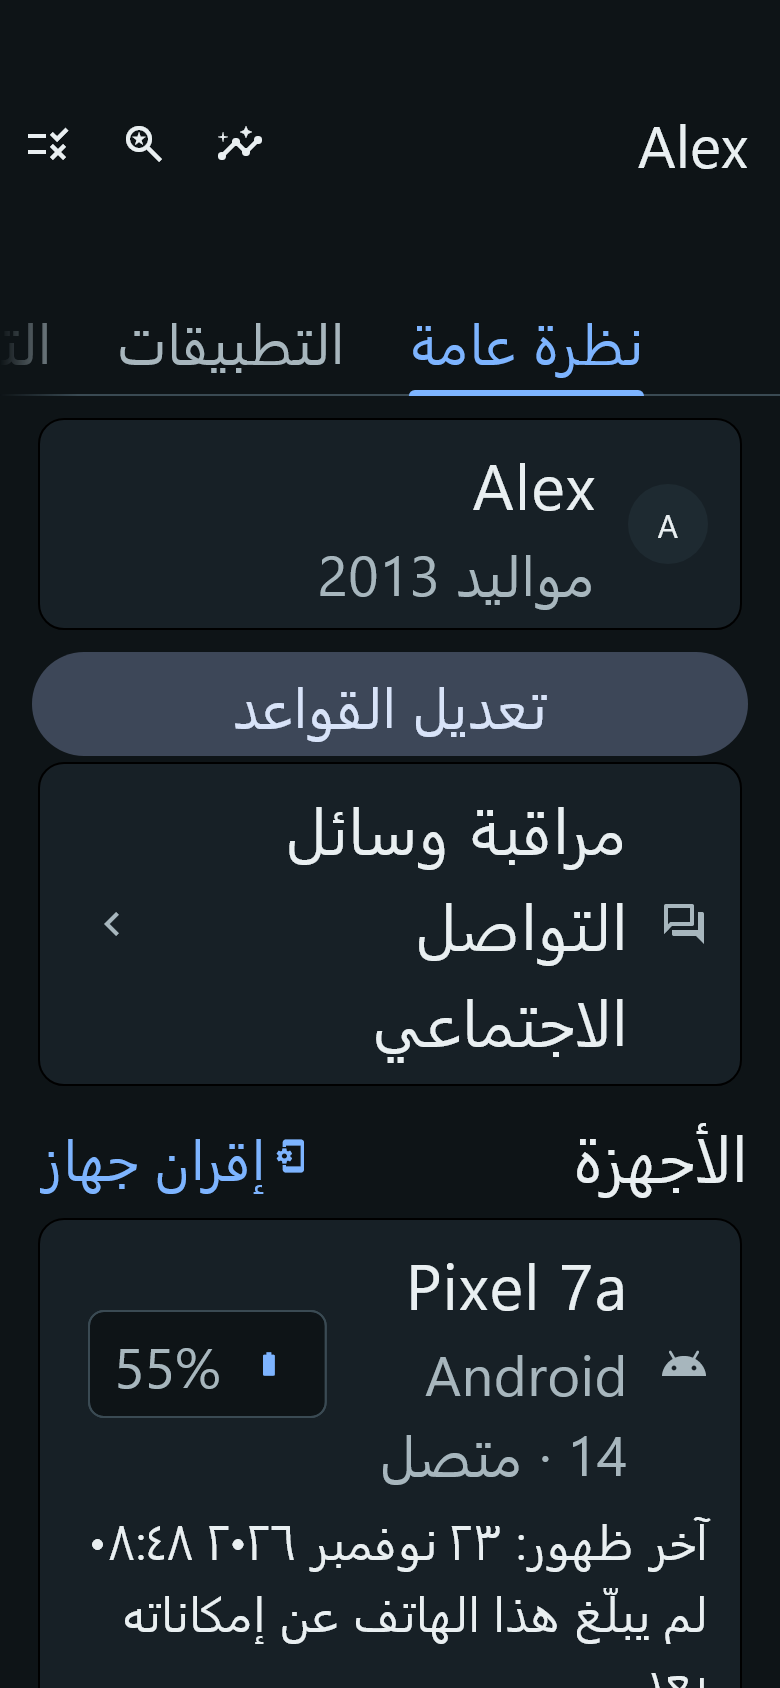 Alex
نظرة عامة
التطبيقات
Alex
A
مواليد 2013
تعديل القواعد
مراقبة وسائل
التواصل
الاجتماعي
الأجهزة
إقران جهاز
Pixel 7a
Android
14 · متصل
55%
آخر ظهور: ٢٣ نوفمبر ٢٠٢٦ ٠٨:٤٨
لم يبلّغ هذا الهاتف عن إمكاناته
بعد